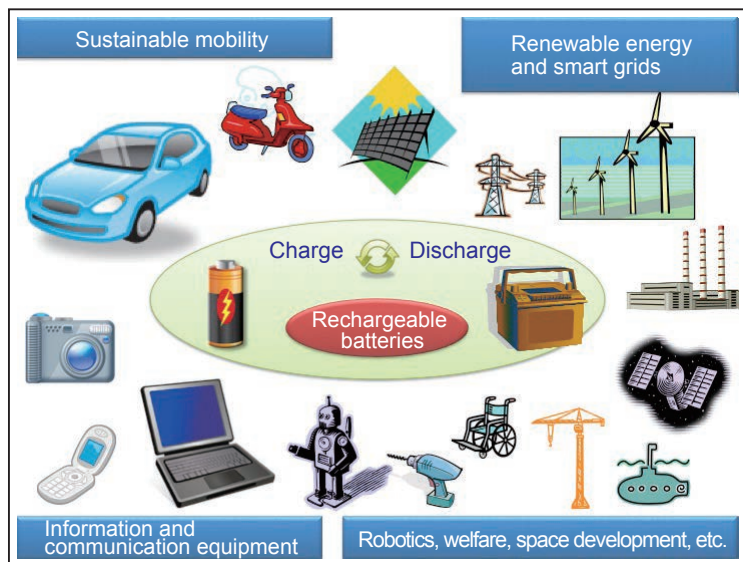 Sustainable mobility
Renewable energy
and smart grids
Charge
Discharge
Rechargeable
batteries
Information and
communication equipment
Robotics, welfare, space development, etc.